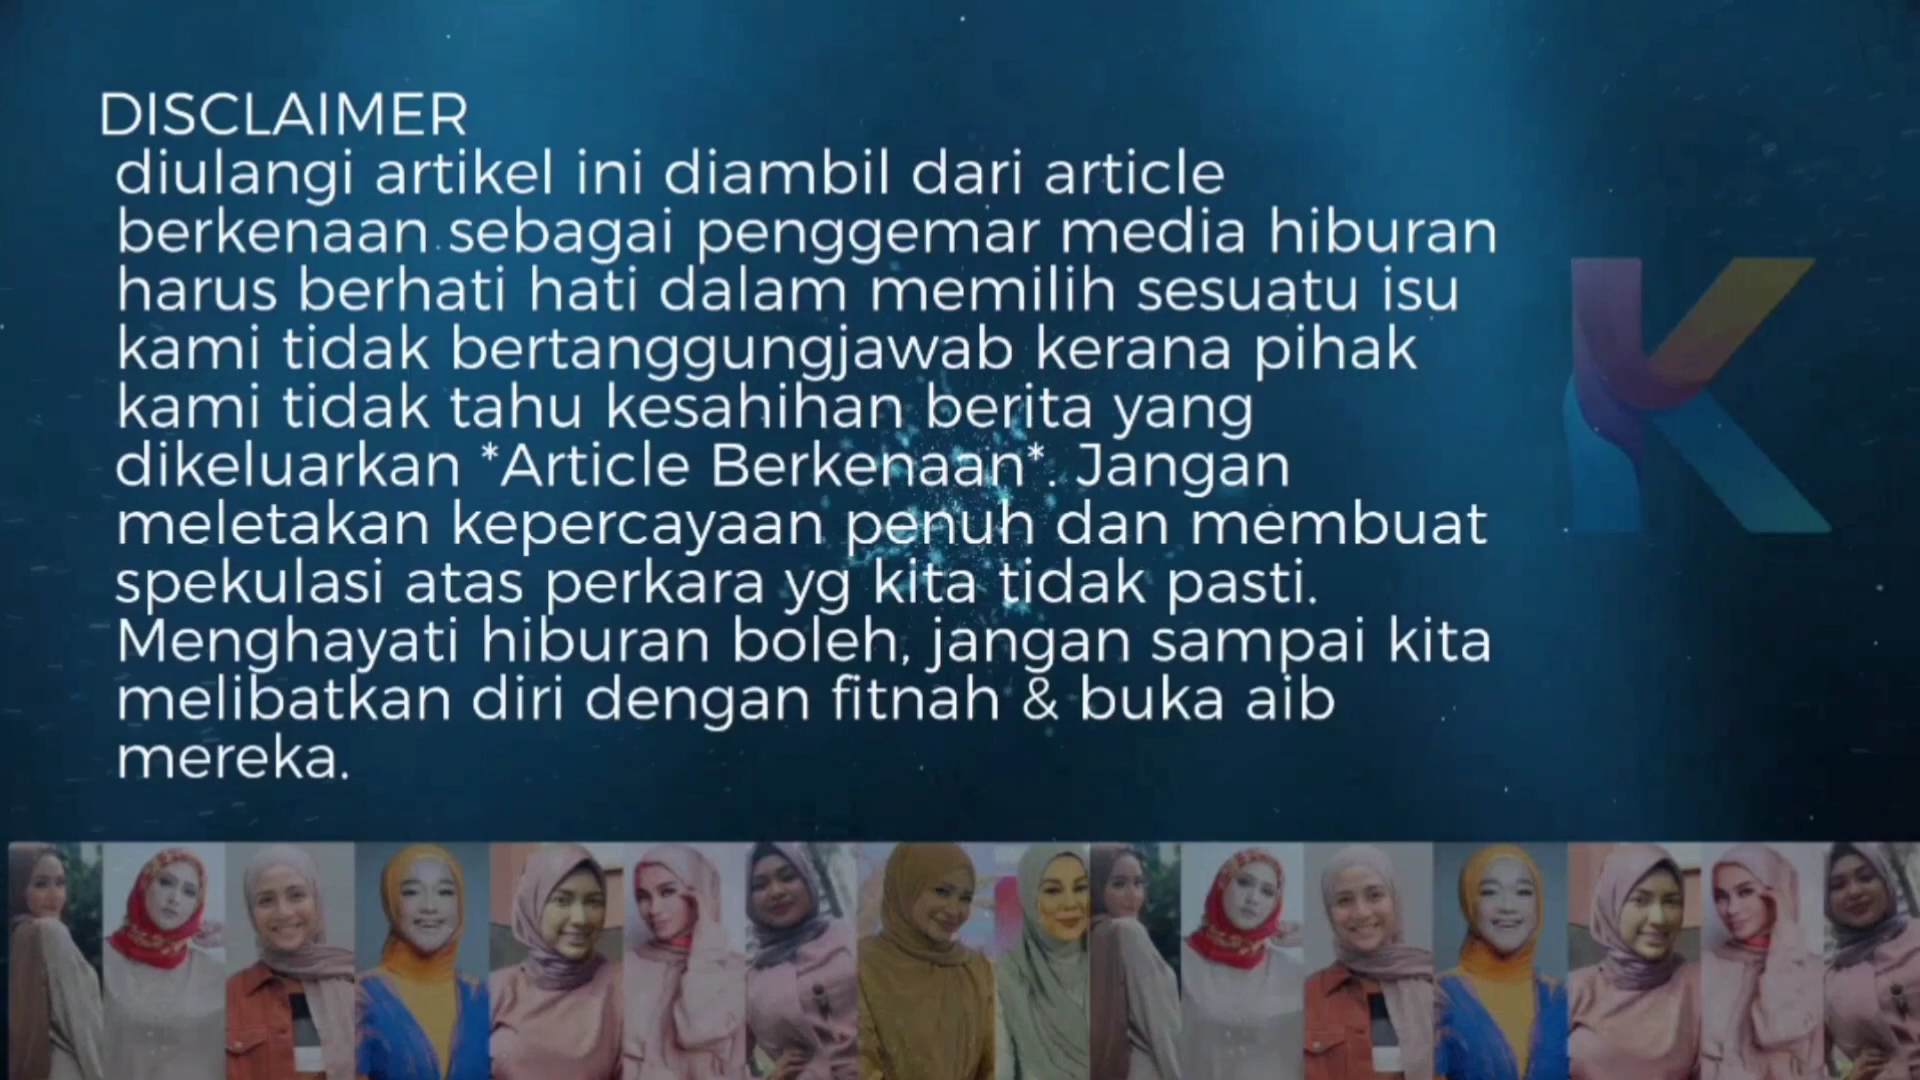 DISCLAIMER
diulangi artikel ini diambil dari article
berkenaan sebagai penggemar media hiburan
harus berhati hati dalam memilih sesuatu isu
kami tidak bertanggungjawab kerana pihak
kami tidak tahu kesahihan berita yang
dikeluarkan *Article Berkenaan*. Jangan
meletakan kepercayaan penuh dan membuat
spekulasi atas perkara yg kita tidak pasti.
Menghayati hiburan boleh, jangan sampai kita
melibatkan diri dengan fitnah & buka aib
mereka.
K